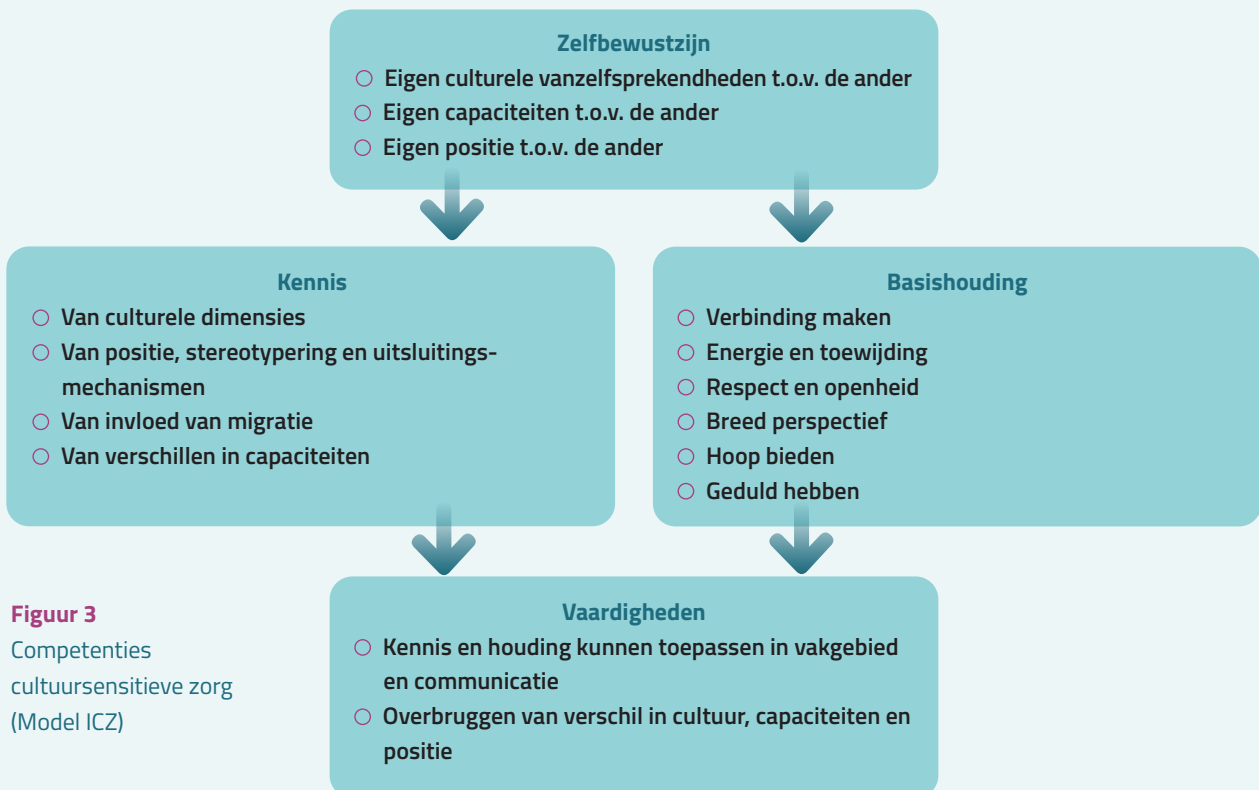 Zelfbewustzijn
○ Eigen culturele vanzelfsprekendheden t.o.v. de ander
○ Eigen capaciteiten t.o.v. de ander
○ Eigen positie t.o.v. de ander
Kennis
○ Van culturele dimensies
○ Van positie, stereotypering en uitsluitings-
mechanismen
○ Van invloed van migratie
○ Van verschillen in capaciteiten
Basishouding
○ Verbinding maken
○ Energie en toewijding
○ Respect en openheid
○ Breed perspectief
○ Hoop bieden
○ Geduld hebben
Vaardigheden
○ Kennis en houding kunnen toepassen in vakgebied
en communicatie
○ Overbruggen van verschil in cultuur, capaciteiten en
positie
Figuur 3
Competenties
cultuursensitieve zorg
(Model ICZ)